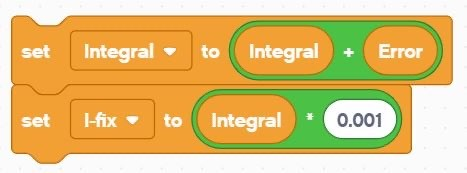 set Integral to Integral + Error
set I-fix to Integral * 0.001